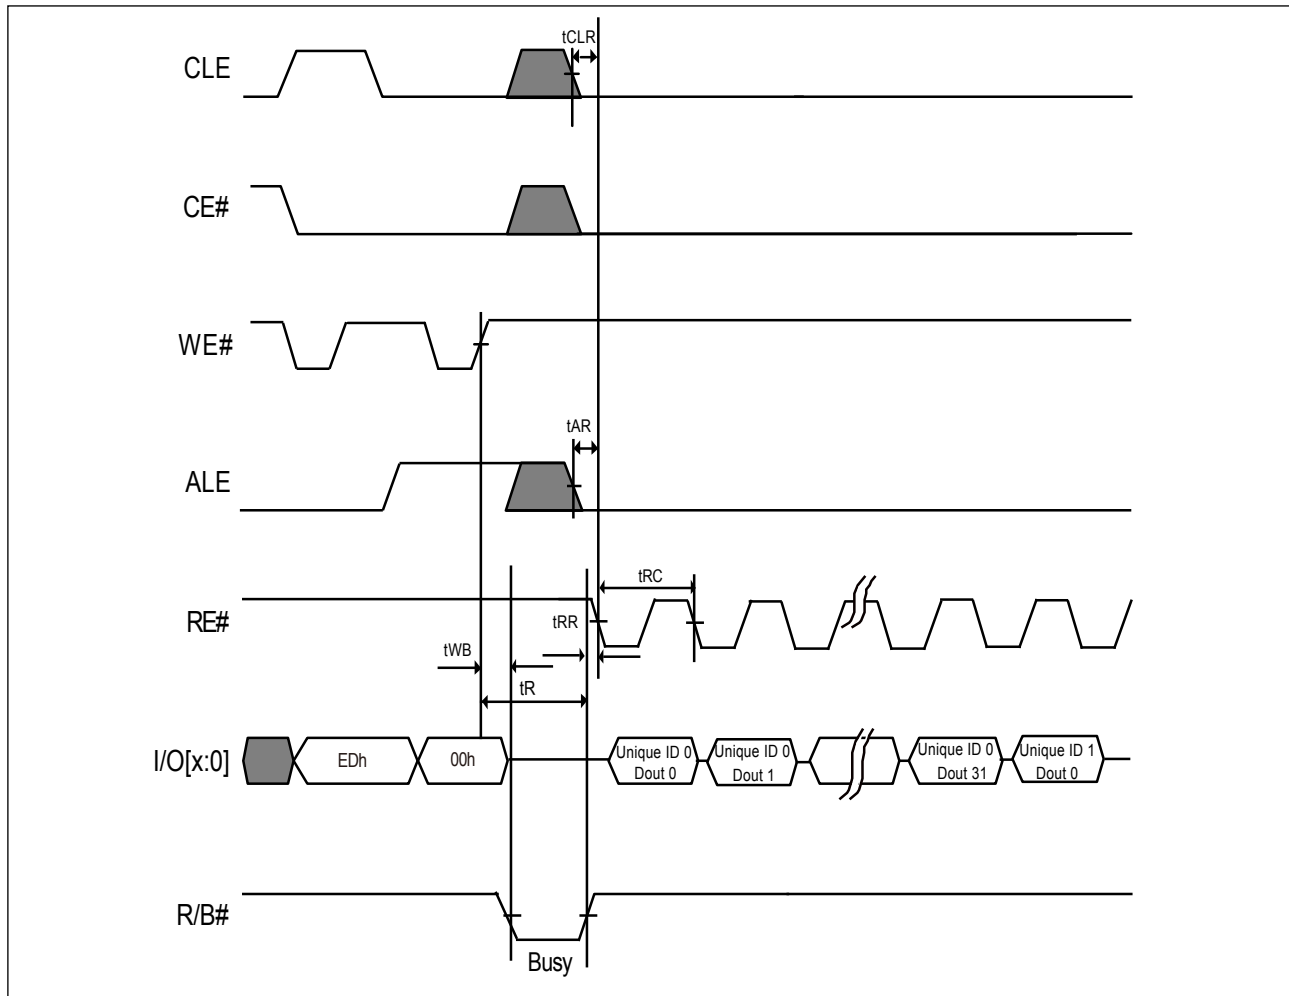 tCLR
CLE
CE#
WE#
tAR
ALE
tRC
RE#
tRR
tWB
tR
I/O[x:0]
EDh
00h
Unique ID 0
Dout 0
Unique ID 0
Dout 1
Unique ID 0
Dout 31
Unique ID 1
Dout 0
R/B#
Busy